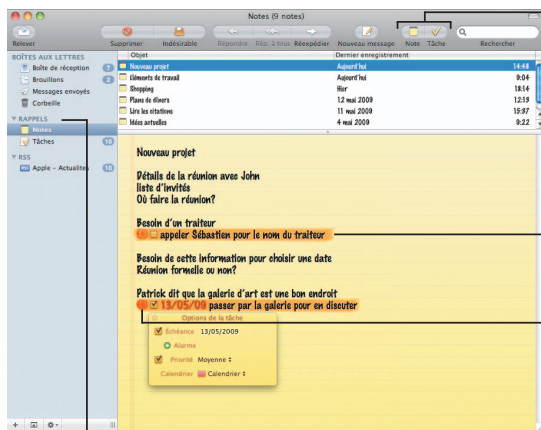 Notes (9 notes)
Relever
Supprimer
Indésirable
Répondre
Rép. à tous
Réexpédier
Nouveau message
Note
Tâche
Rechercher
BOÎTES AUX LETTRES
Boîte de réception 7
Brouillons 2
Messages envoyés
Corbeille
RAPPELS
Notes
Tâches 10
RSS
Apple – Actualités 10
Objet Dernier enregistrement
Nouveau projet Aujourd'hui 14:48
Éléments de travail Aujourd'hui 9:04
Shopping Hier 18:14
Plans de dîners 12 mai 2009 12:19
Lire les citations 11 mai 2009 15:37
Idées actuelles 4 mai 2009 9:22
Nouveau projet
Détails de la réunion avec John
liste d'invités
Où faire la réunion?
Besoin d'un traiteur
appeler Sébastien pour le nom du traiteur
Besoin de cette information pour choisir une date
Réunion formelle ou non?
Patrick dit que la galerie d'art est une bon endroit
13/05/09 passer par la galerie pour en discuter
Options de la tâche
Échéance 13/05/2009
Alarme
Priorité Moyenne
Calendrier Calendrier